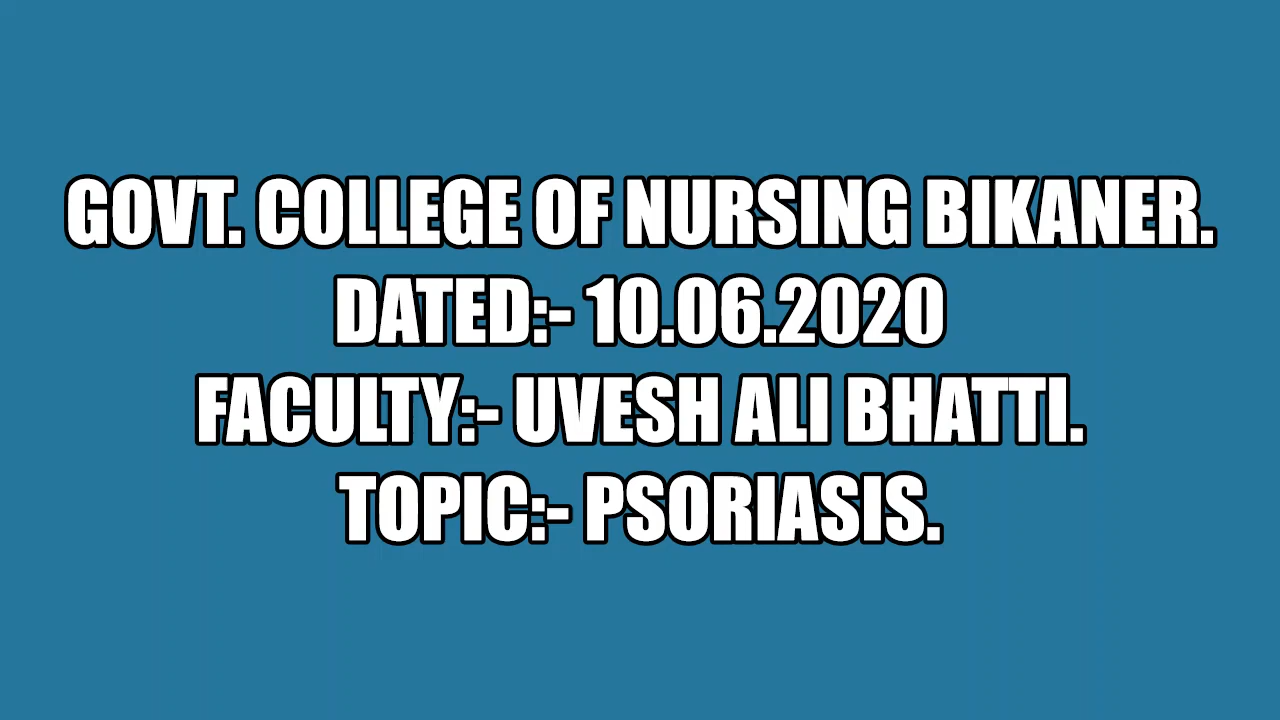 GOVT. COLLEGE OF NURSING BIKANER.
DATED:- 10.06.2020
FACULTY:- UVESH ALI BHATTI.
TOPIC:- PSORIASIS.